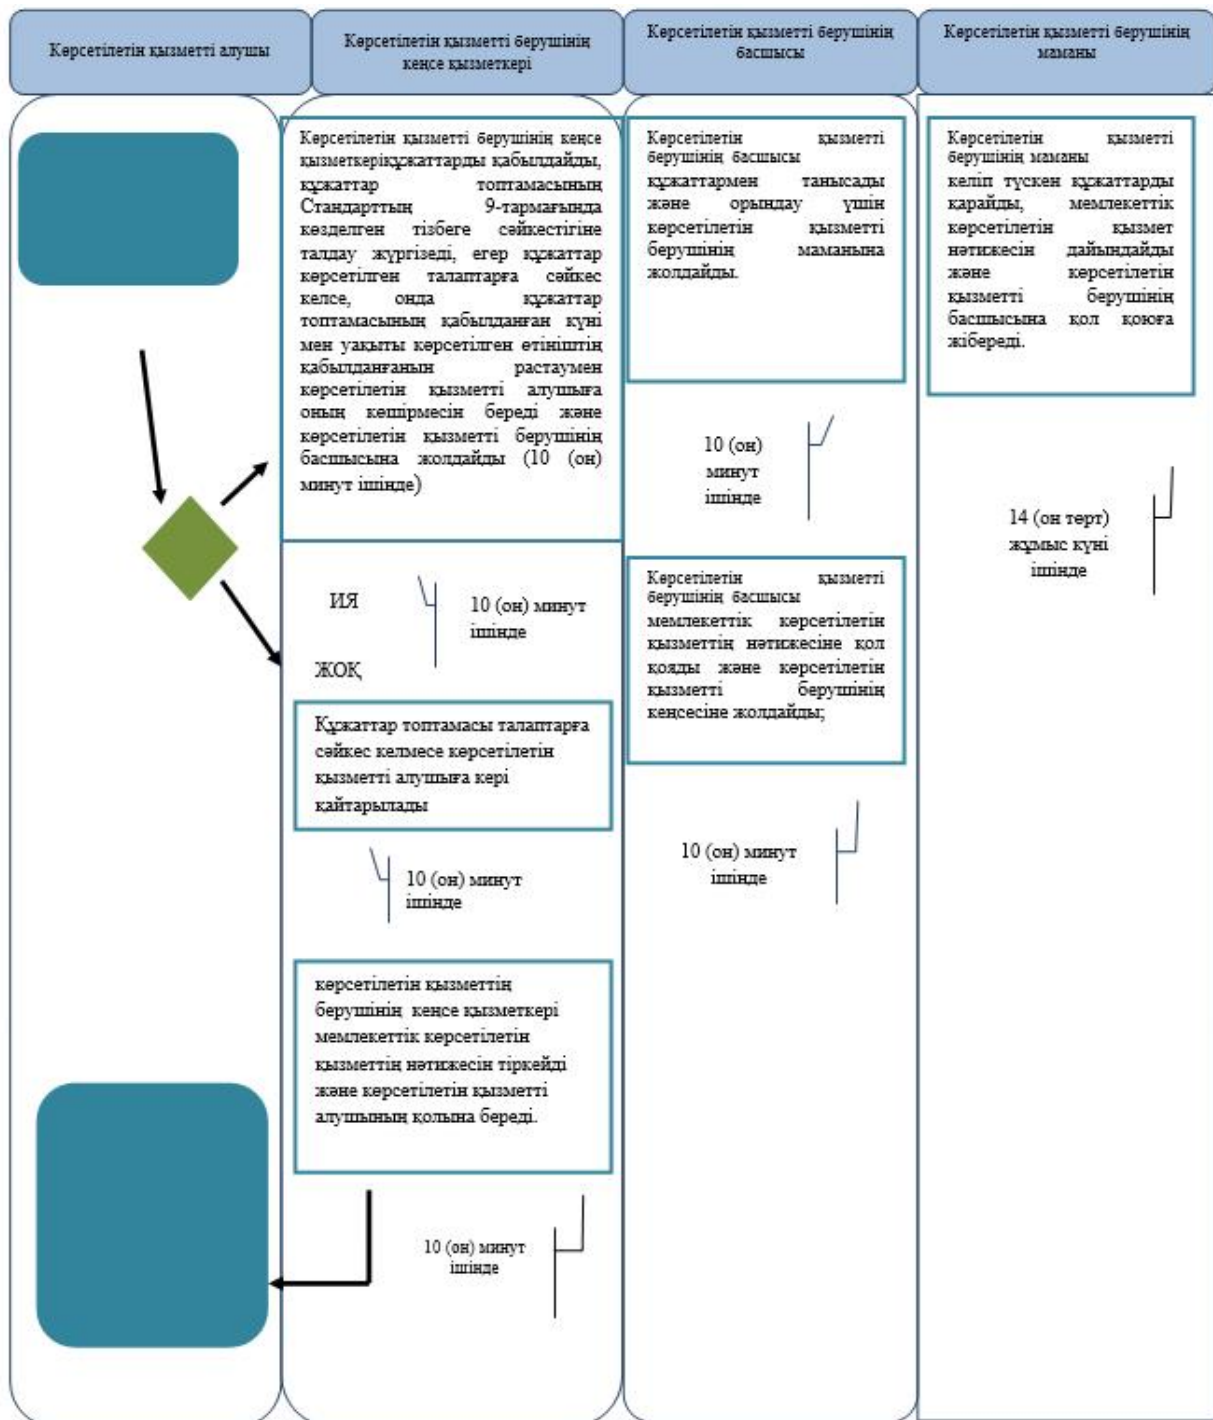 Көрсетілетін қызметті алушы
Көрсетілетін қызметті берушінің
кеңсе қызметкері
Көрсетілетін қызметті берушінің
басшысы
Көрсетілетін қызметті берушінің
маманы
Көрсетілетін қызметті берушінің кеңсе
қызметкеріқұжаттарды қабылдайды,
құжаттар топтамасының
Стандарттың 9-тармағында
көзделген тізбеге сәйкестігіне
талдау жүргізеді, егер құжаттар
көрсетілген талаптарға сәйкес
келсе, онда құжаттар
топтамасының қабылданған күні
мен уақыты көрсетілген өтініштің
қабылданғанын растаумен
көрсетілетін қызметті алушыға
оның көшірмесін береді және
көрсетілетін қызметті берушінің
басшысына жолдайды (10 (он)
минут ішінде)
ИЯ
10 (он) минут
ішінде
ЖОҚ
Құжаттар топтамасы талаптарға
сәйкес келмесе көрсетілетін
қызметті алушыға кері
қайтарылады
10 (он) минут
ішінде
көрсетілетін қызметтің
берушінің кеңсе қызметкері
мемлекеттік көрсетілетін
қызметтің нәтижесін тіркейді
және көрсетілетін қызметті
алушының қолына береді.
10 (он) минут
ішінде
Көрсетілетін қызметті
берушінің басшысы
құжаттармен танысады
және орындау үшін
көрсетілетін қызметті
берушінің маманына
жолдайды.
10 (он)
минут
ішінде
Көрсетілетін қызметті
берушінің басшысы
мемлекеттік көрсетілетін
қызметтің нәтижесіне қол
қояды және көрсетілетін
қызметті берушінің
кеңсесіне жолдайды;
10 (он) минут
ішінде
Көрсетілетін қызметті
берушінің маманы
келіп түскен құжаттарды
қарайды, мемлекеттік
көрсетілетін қызмет
нәтижесін дайындайды
және көрсетілетін
қызметті берушінің
басшысына қол қоюға
жібереді.
14 (он төрт)
жұмыс күні
ішінде